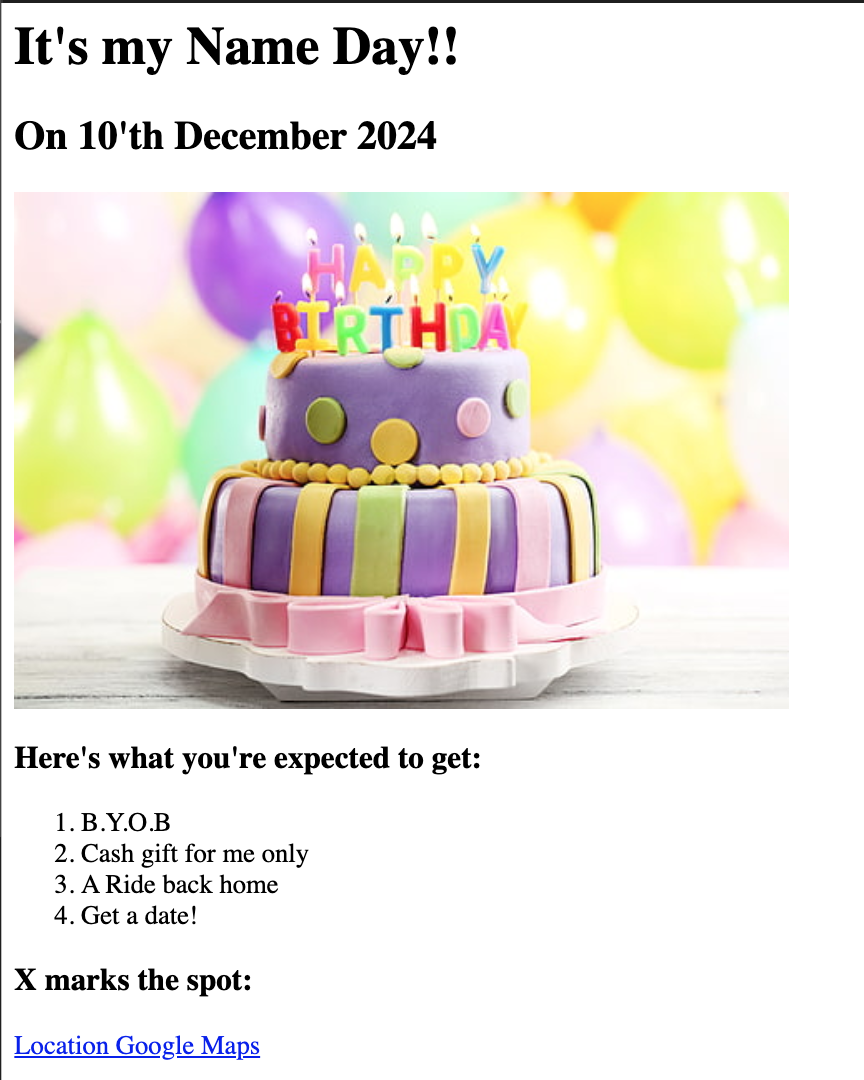 It's my Name Day!!
On 10'th December 2024
HAPPY
BIRTHDAY
Here's what you're expected to get:
1. B.Y.O.B
2. Cash gift for me only
3. A Ride back home
4. Get a date!
X marks the spot:
Location Google Maps